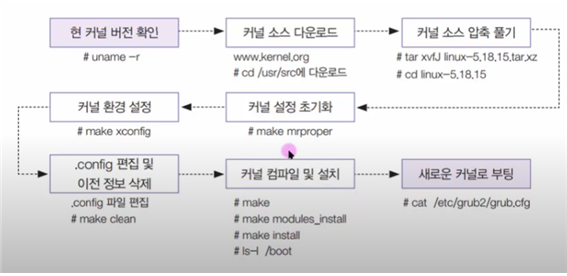 현 커널 버전 확인
# uname -r
커널 소스 다운로드
www.kernel.org
# cd /usr/src에 다운로드
커널 소스 압축 풀기
# tar xvfJ linux-5.18.15.tar.xz
# cd linux-5.18.15
커널 환경 설정
# make xconfig
커널 설정 초기화
# make mrproper
.config 편집 및
이전 정보 삭제
.config 파일 편집
# make clean
커널 컴파일 및 설치
# make
# make modules_install
# make install
# ls-l /boot
새로운 커널로 부팅
# cat /etc/grub2/grub.cfg